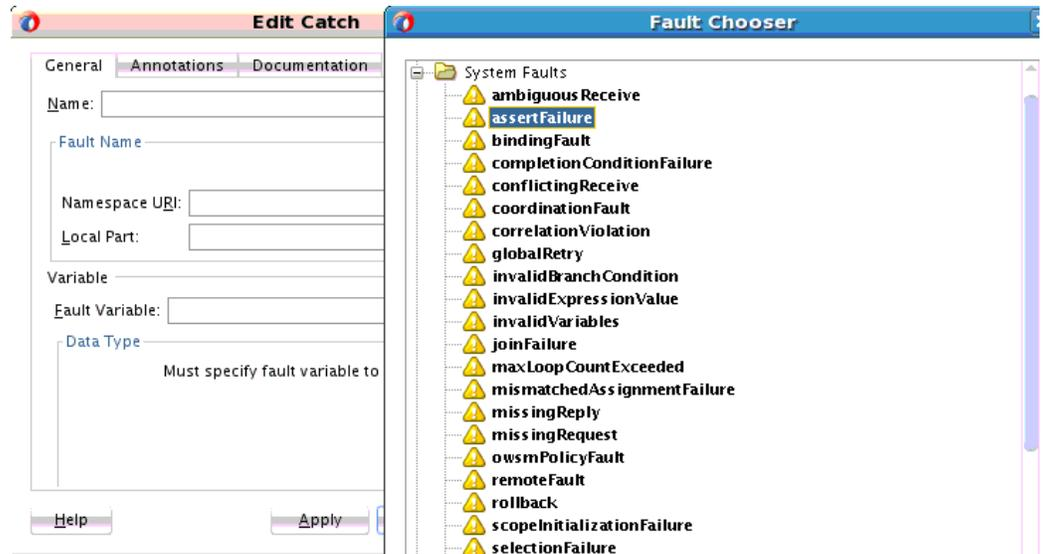 Edit Catch
General Annotations Documentation
Name:
Fault Name
Namespace URI:
Local Part:
Variable
Fault Variable:
Data Type
Must specify fault variable to
Help Apply
Fault Chooser
System Faults
ambiguousReceive
assertFailure
bindingFault
completionConditionFailure
conflictingReceive
coordinationFault
correlationViolation
globalRetry
invalidBranchCondition
invalidExpressionValue
invalidVariables
joinFailure
maxLoopCountExceeded
mismatchedAssignmentFailure
missingReply
missingRequest
owsmPolicyFault
remoteFault
rollback
scopeInitializationFailure
selectionFailure